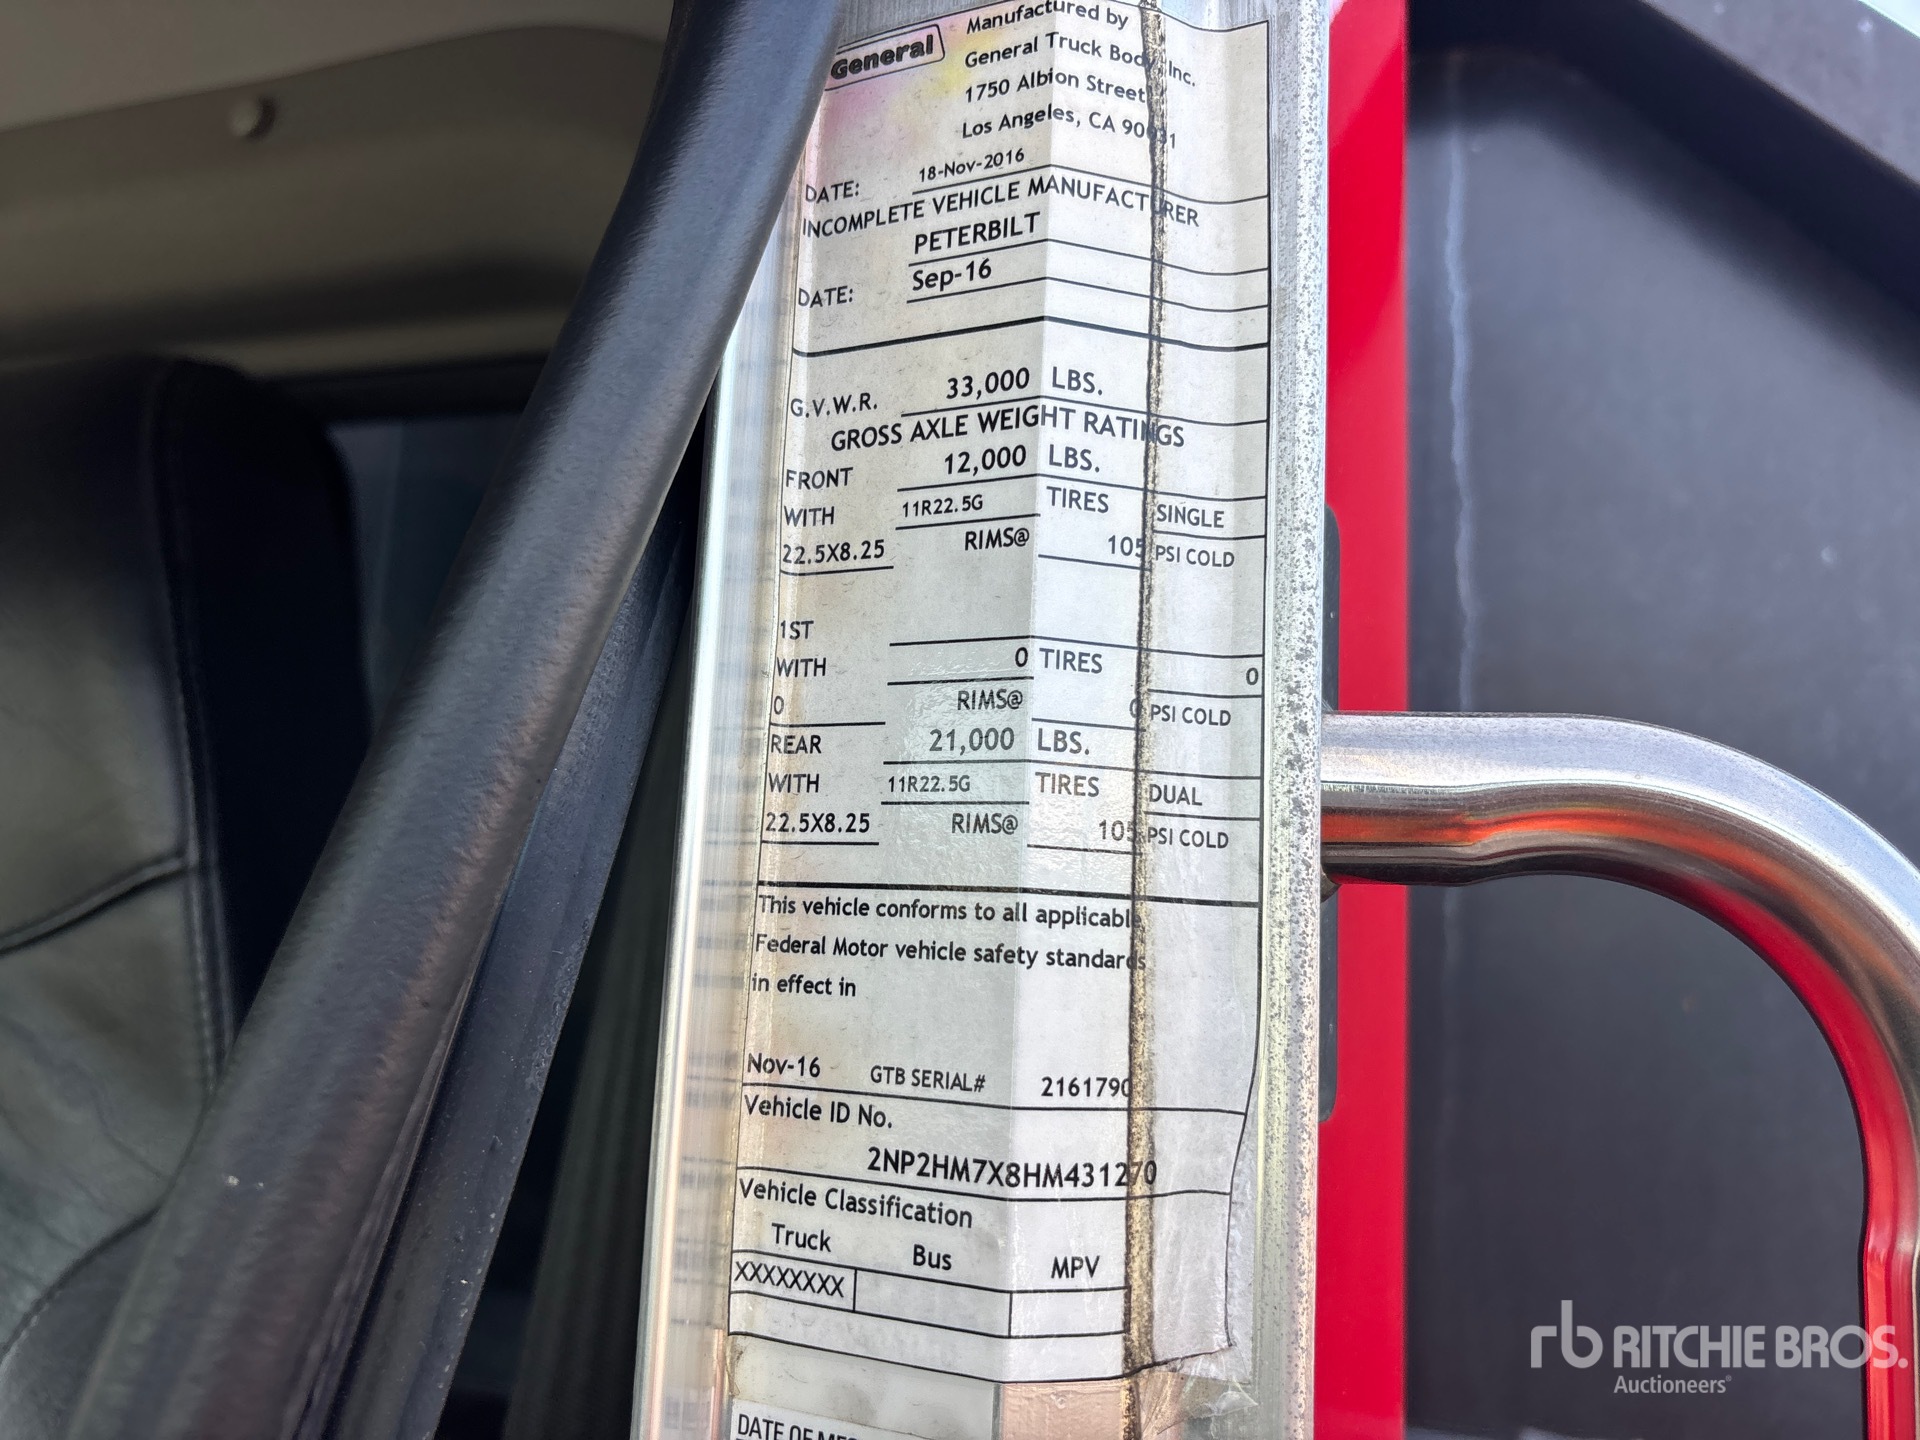 General
Manufactured by
General Truck Body, Inc.
1750 Albion Street
Los Angeles, CA 90031
DATE: 18-Nov-2016
INCOMPLETE VEHICLE MANUFACTURER
PETERBILT
DATE: Sep-16
G.V.W.R. 33,000 LBS.
GROSS AXLE WEIGHT RATINGS
FRONT 12,000 LBS.
WITH 11R22.5G TIRES SINGLE
22.5X8.25 RIMS@ 105 PSI COLD
1ST
WITH 0 TIRES 0
0 RIMS@ 0 PSI COLD
REAR 21,000 LBS.
WITH 11R22.5G TIRES DUAL
22.5X8.25 RIMS@ 105 PSI COLD
This vehicle conforms to all applicable
Federal Motor vehicle safety standards
in effect in
Nov-16 GTB SERIAL# 2161790
Vehicle ID No.
2NP2HM7X8HM431270
Vehicle Classification
Truck Bus MPV
XXXXXXXX
DATE OF
rb RITCHIE BROS.
Auctioneers